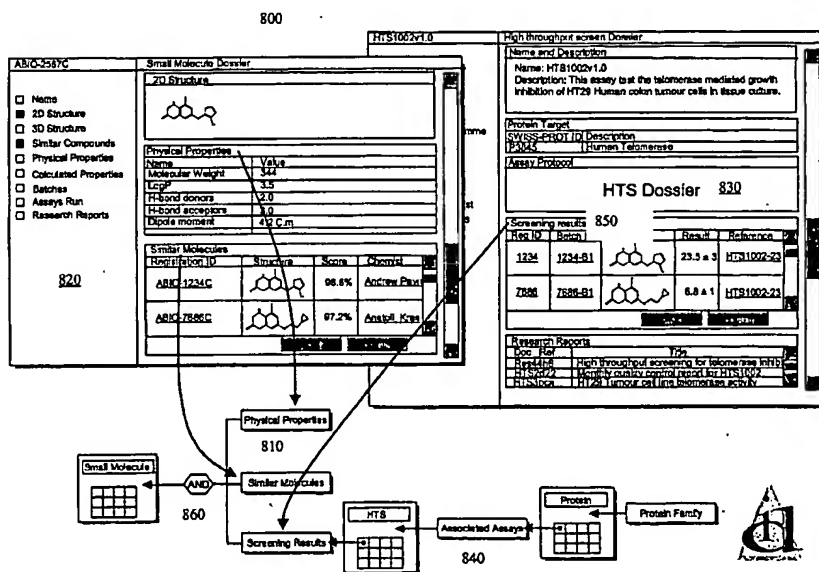 800
ABIO-2587C
Small Molecule Dossier
Name
2D Structure
3D Structure
Similar Compounds
Physical Properties
Calculated Properties
Batches
Assays Run
Research Reports
820
2D Structure
Physical Properties
Name Value
Molecular Weight 344
LogP 3.5
H-bond donors 2.0
H-bond acceptors 3.0
Dipole moment 4.2 C.m
Similar Molecules
Registration ID Structure Score Chemist
ABIO-1234C 98.6% Andrew
ABIO-7686C 97.2%
HTS1002v1.0
High throughput screen Dossier
Name and Description
Name: HTS1002v1.0
Description: This assay test the telomerase mediated growth
inhibition of HT29 Human colon tumour cells in tissue culture.
Protein Target
SWISS-PROT ID Description
Human Telomerase
Assay Protocol
HTS Dossier 830
Screening results 850
Reg ID Batch Result Reference
1234 1234-B1 23.5 ± 3 HTS1002-23
7686 7686-B1 6.8 ± 1 HTS1002-23
Research Reports
Doc Ref Title
High throughput screening for telomerase inhibi
Monthly quality control report for HTS1002
HT29 Tumour cell line telomerase activity
Physical Properties
810
Small Molecule
AND
860
Similar Molecules
Screening Results
HTS
Associated Assays
840
Protein
Protein Family